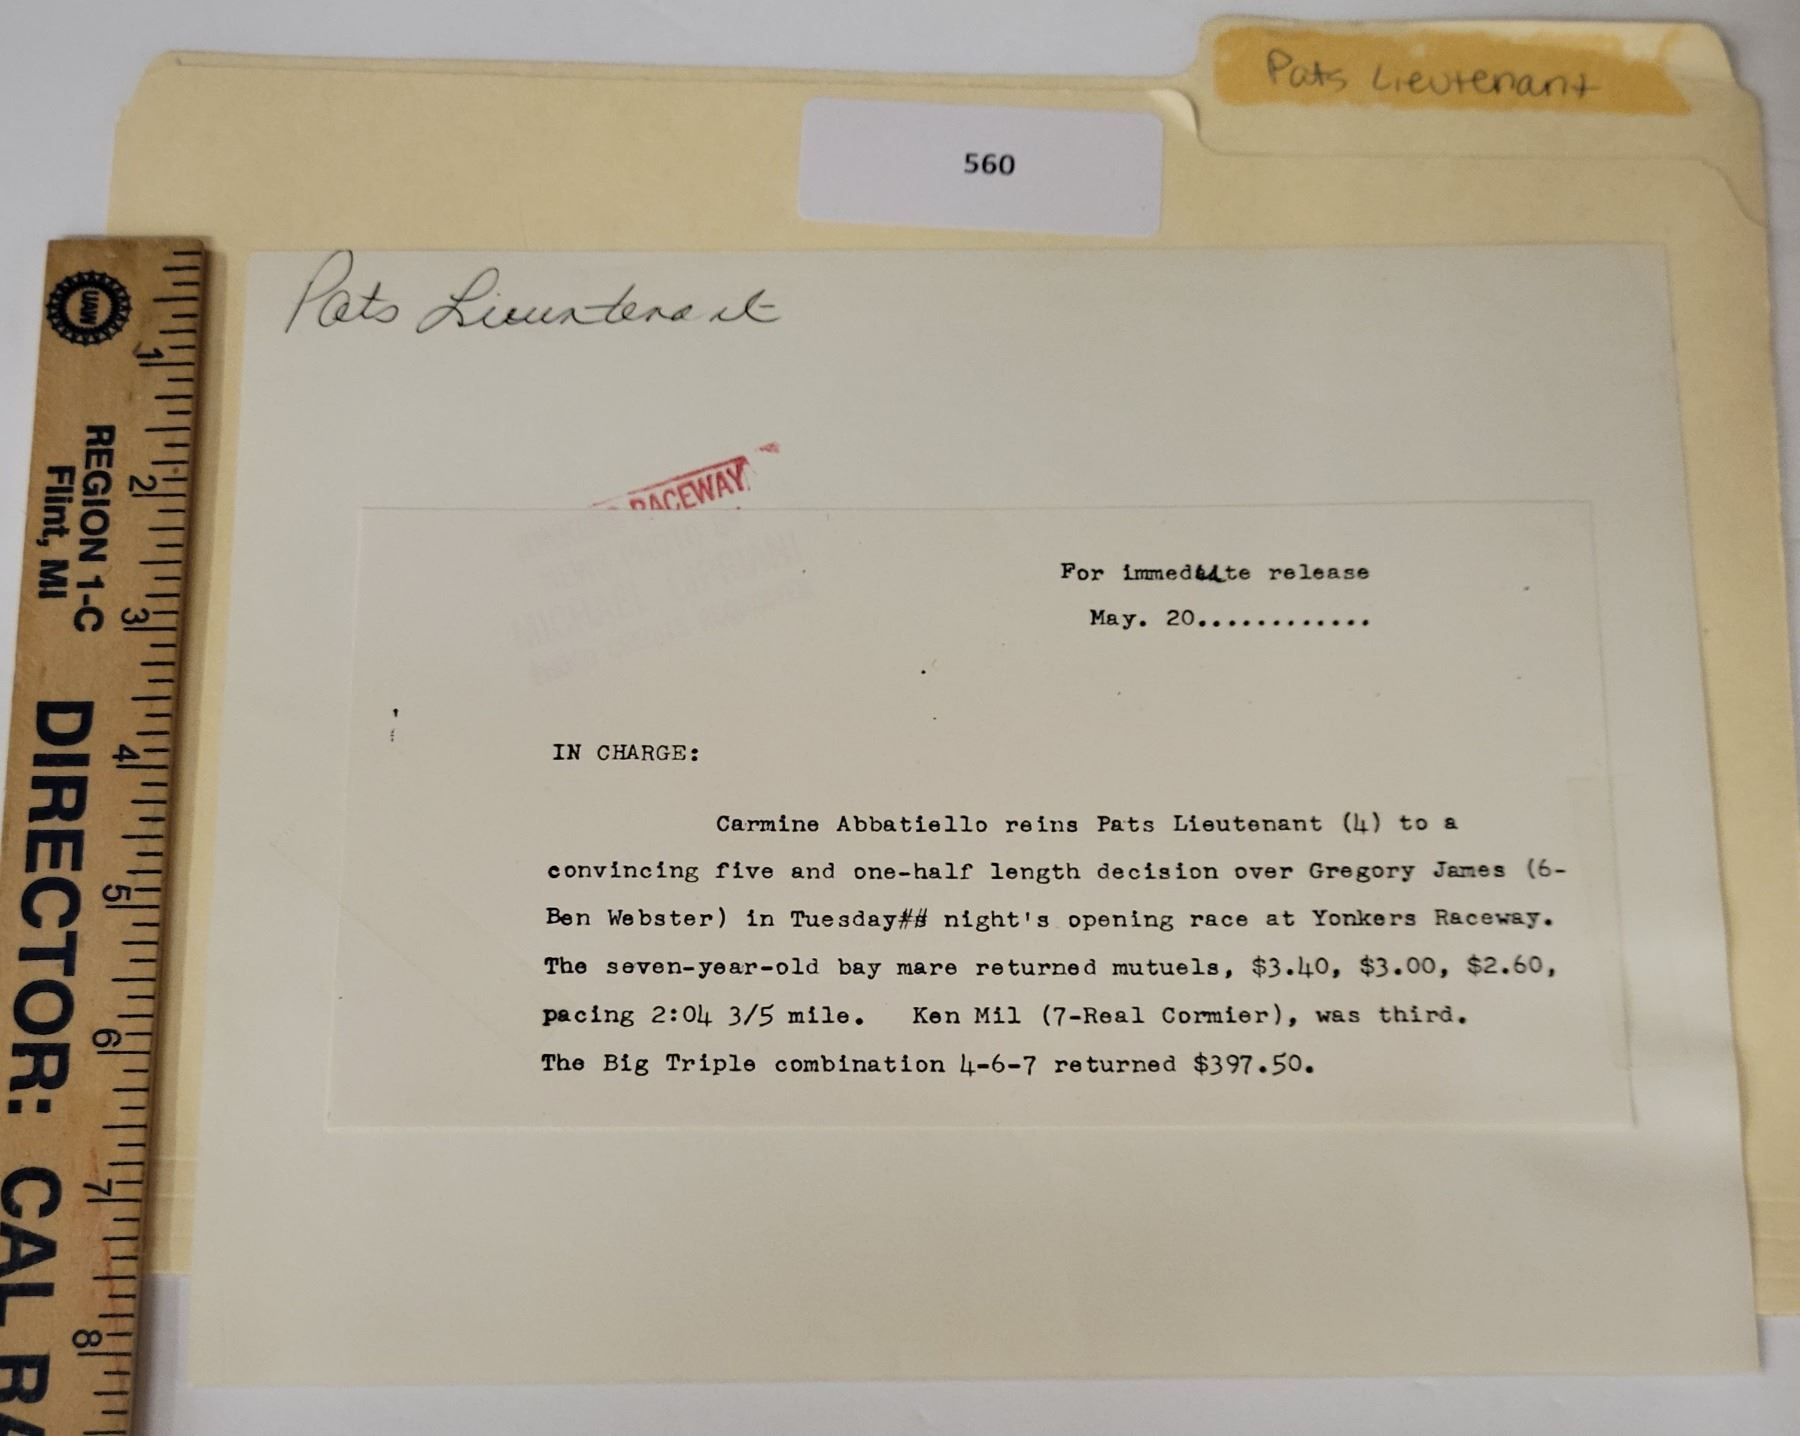 Pats Lieutenant
560
Pats Lieuntenant
RACEWAY
For immediate release
May. 20............
IN CHARGE:
Carmine Abbatiello reins Pats Lieutenant (4) to a
convincing five and one-half length decision over Gregory James (6-
Ben Webster) in Tuesday## night's opening race at Yonkers Raceway.
The seven-year-old bay mare returned mutuels, $3.40, $3.00, $2.60,
pacing 2:04 3/5 mile. Ken Mil (7-Real Cormier), was third.
The Big Triple combination 4-6-7 returned $397.50.
UAW
REGION 1-C
Flint, MI
DIRECTOR: CAL
1
2
3
4
5
6
7
8